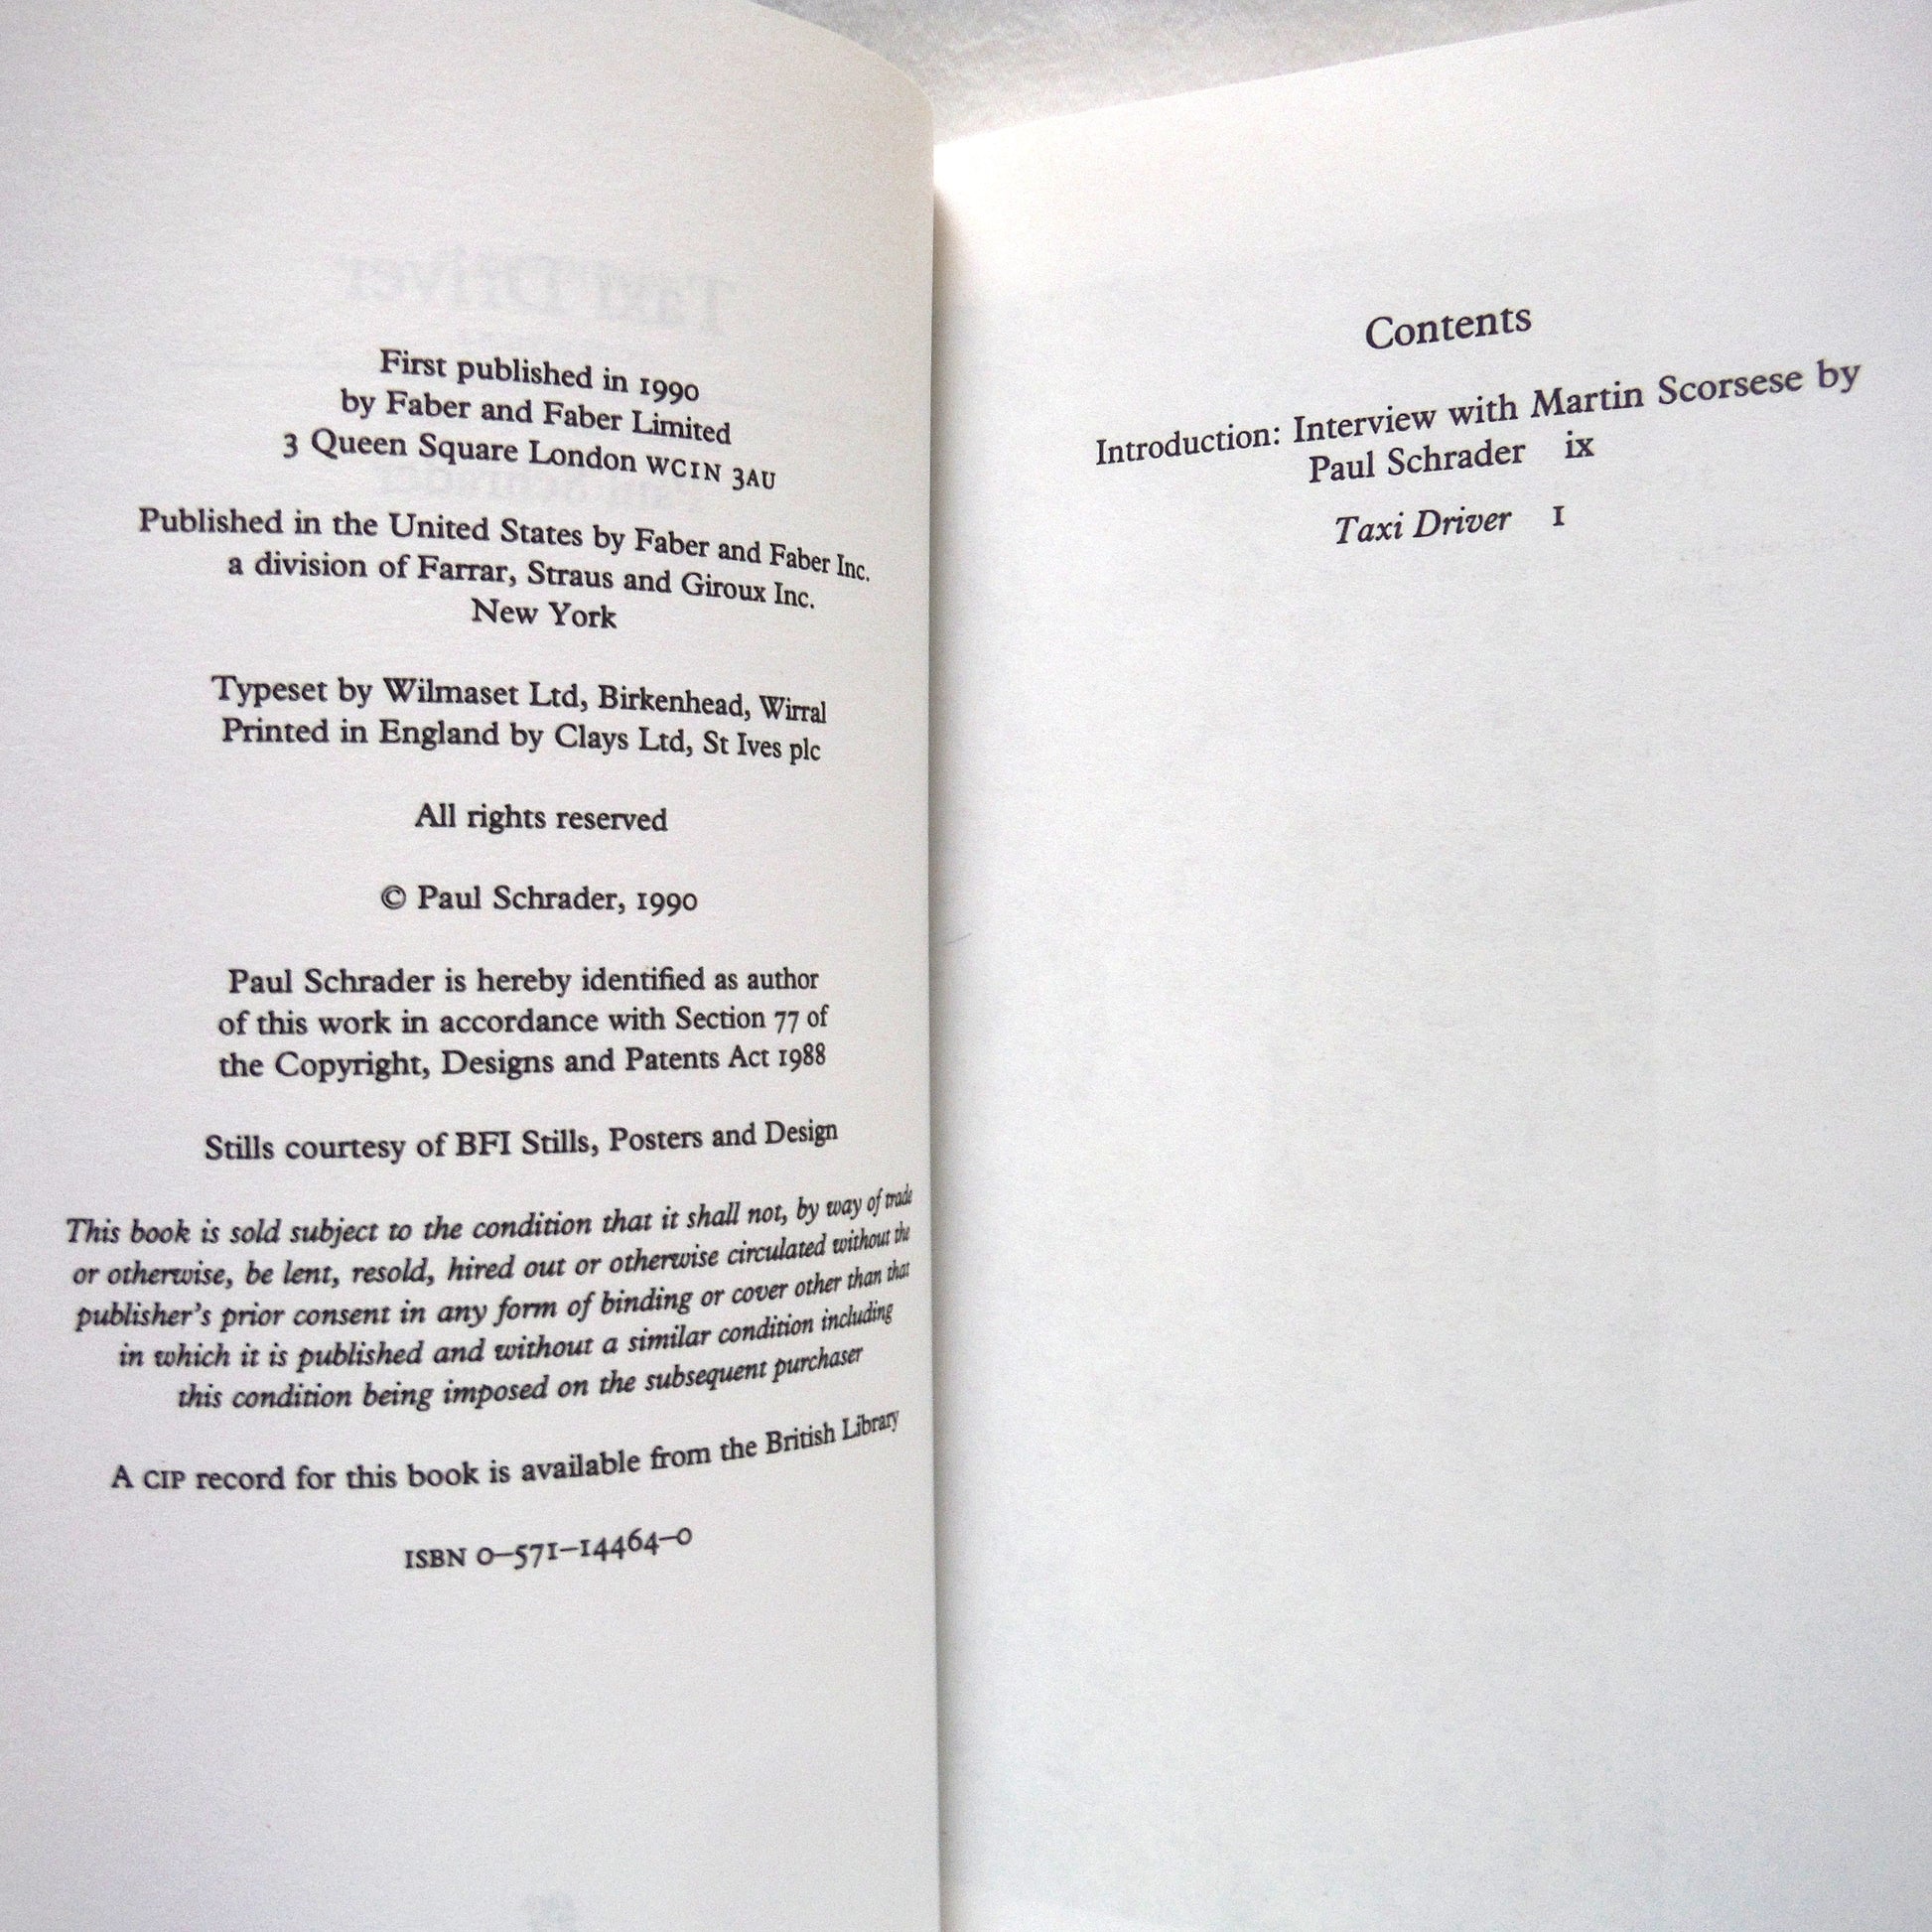 First published in 1990
by Faber and Faber Limited
3 Queen Square London WC1N 3AU
Published in the United States by Faber and Faber Inc.
a division of Farrar, Straus and Giroux Inc.
New York
Typeset by Wilmaset Ltd, Birkenhead, Wirral
Printed in England by Clays Ltd, St Ives plc
All rights reserved
© Paul Schrader, 1990
Paul Schrader is hereby identified as author
of this work in accordance with Section 77 of
the Copyright, Designs and Patents Act 1988
Stills courtesy of BFI Stills, Posters and Design
This book is sold subject to the condition that it shall not, by way of trade
or otherwise, be lent, resold, hired out or otherwise circulated without the
publisher's prior consent in any form of binding or cover other than that
in which it is published and without a similar condition including
this condition being imposed on the subsequent purchaser
A CIP record for this book is available from the British Library
ISBN 0–571–14464–0
Contents
Introduction: Interview with Martin Scorsese by
Paul Schrader ix
Taxi Driver 1